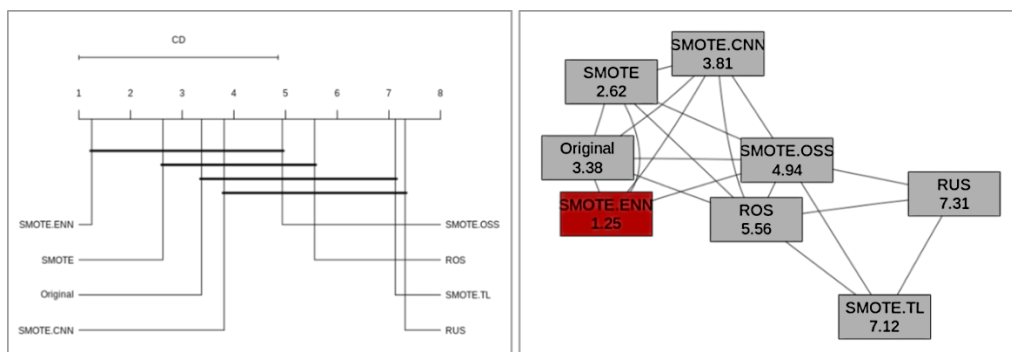 CD
1 2 3 4 5 6 7 8
SMOTE.ENN
SMOTE
Original
SMOTE.CNN
SMOTE.OSS
ROS
SMOTE.TL
RUS
SMOTE.CNN
3.81
SMOTE
2.62
Original
3.38
SMOTE.OSS
4.94
SMOTE.ENN
1.25
ROS
5.56
RUS
7.31
SMOTE.TL
7.12